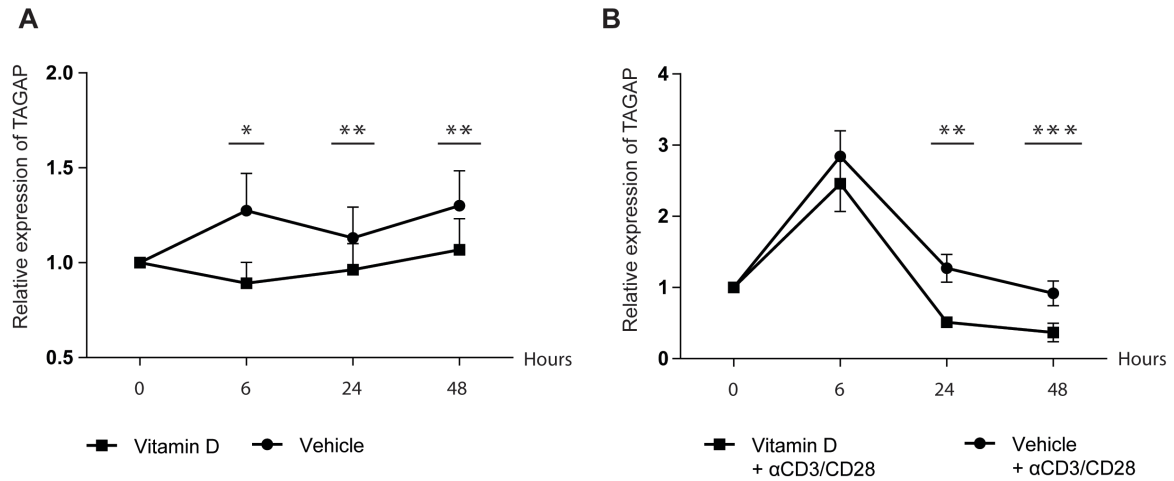 A
Relative expression of TAGAP
2.0
1.5
1.0
0.5
* ** **
0 6 24 48
Hours
Vitamin D Vehicle
B
Relative expression of TAGAP
4
3
2
1
0
** ***
0 6 24 48
Hours
Vitamin D
+ αCD3/CD28
Vehicle
+ αCD3/CD28